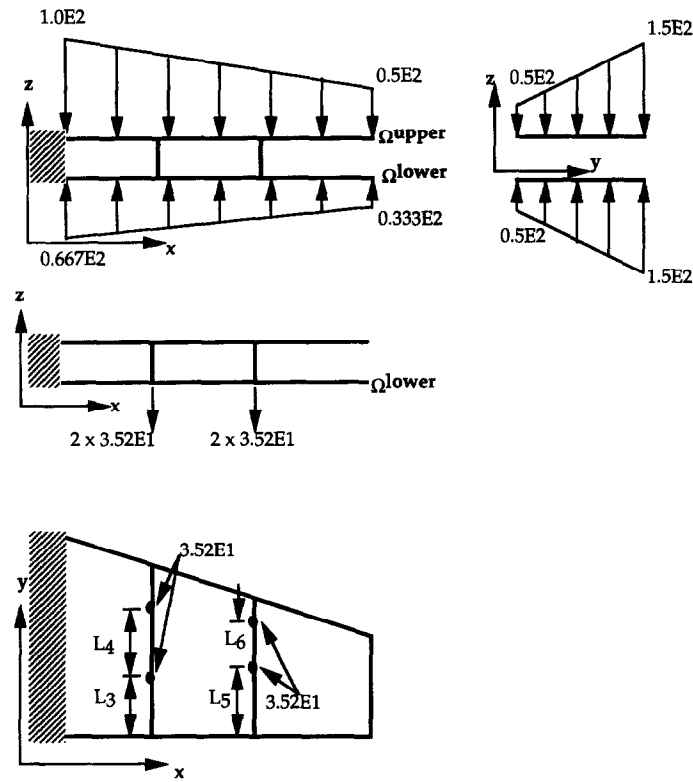 1.0E2
z
0.5E2
Ωupper
Ωlower
0.333E2
x
0.667E2
1.5E2
z
0.5E2
y
0.5E2
1.5E2
z
Ωlower
x
2 x 3.52E1
2 x 3.52E1
3.52E1
y
L4
L6
L3
L5
3.52E1
x